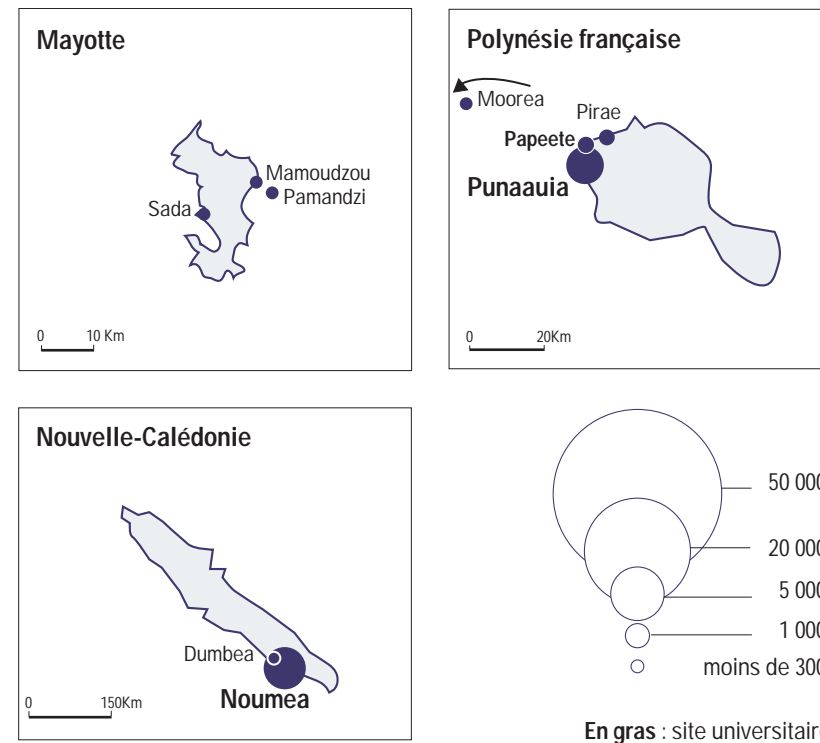 Mayotte
Mamoudzou
Pamandzi
Sada
0 10 Km
Polynésie française
Moorea
Pirae
Papeete
Punaauia
0 20Km
Nouvelle-Calédonie
Dumbea
Noumea
0 150Km
50 000
20 000
5 000
1 000
moins de 300
En gras : site universitaire